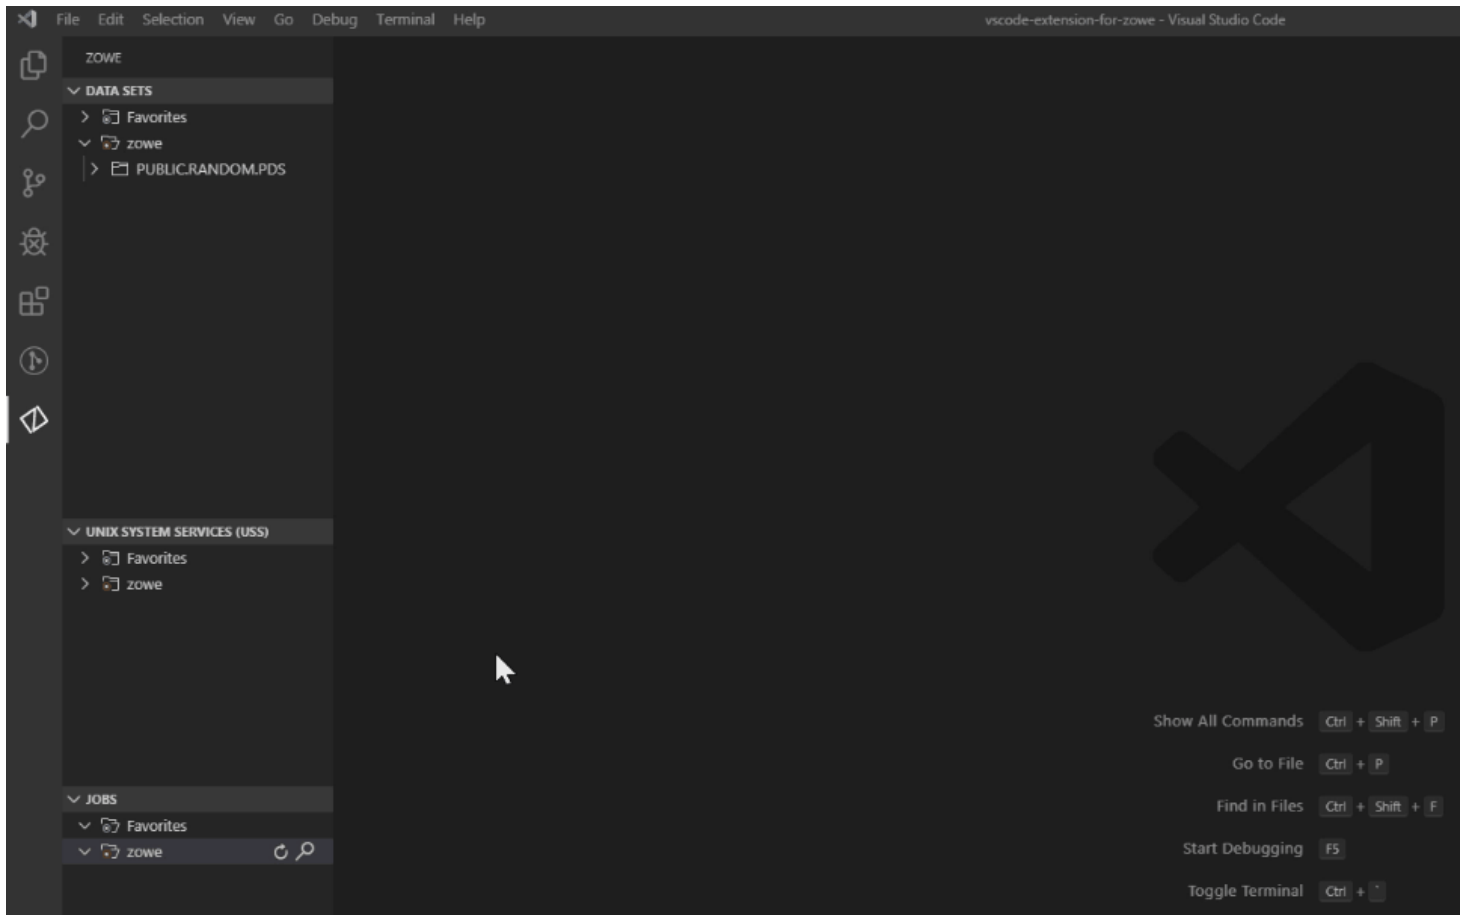 File Edit Selection View Go Debug Terminal Help
vscode-extension-for-zowe - Visual Studio Code
ZOWE
DATA SETS
Favorites
zowe
PUBLIC.RANDOM.PDS
UNIX SYSTEM SERVICES (USS)
Favorites
zowe
JOBS
Favorites
zowe
Show All Commands Ctrl + Shift + P
Go to File Ctrl + P
Find in Files Ctrl + Shift + F
Start Debugging F5
Toggle Terminal Ctrl + `